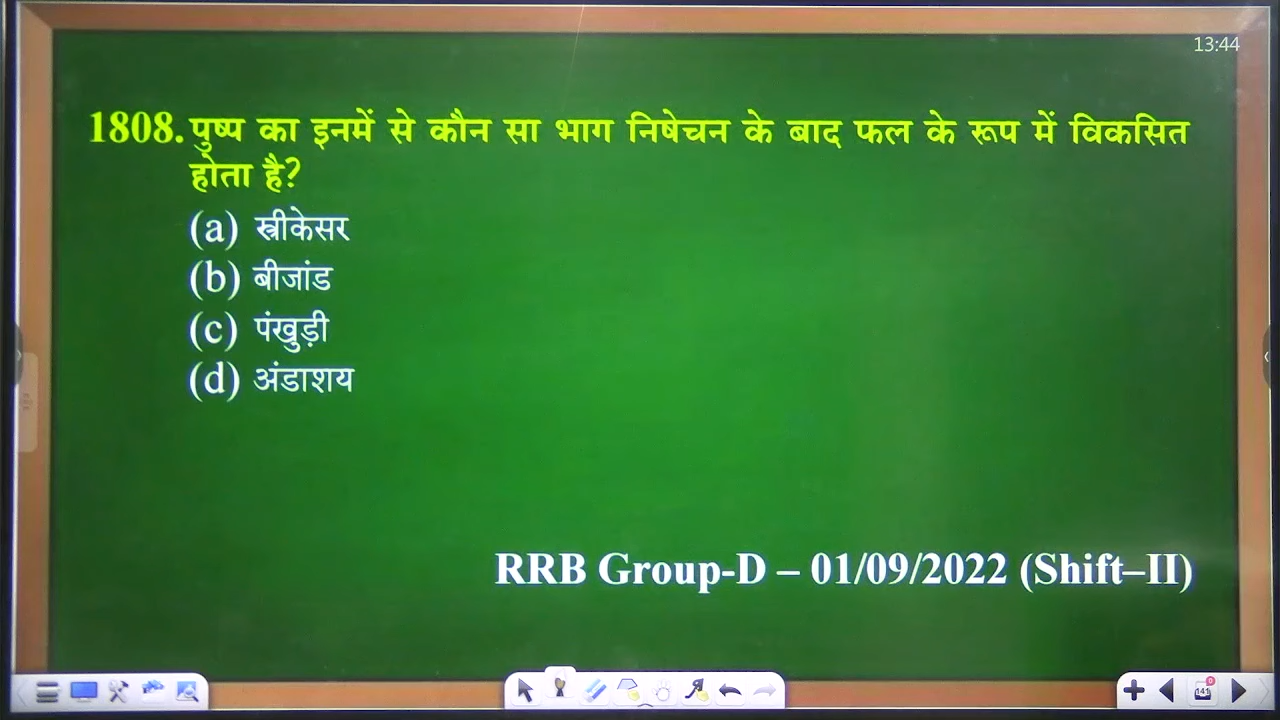 13:44
1808. पुष्प का इनमें से कौन सा भाग निषेचन के बाद फल के रूप में विकसित
होता है?
(a) स्त्रीकेसर
(b) बीजांड
(c) पंखुड़ी
(d) अंडाशय
RRB Group-D – 01/09/2022 (Shift–II)